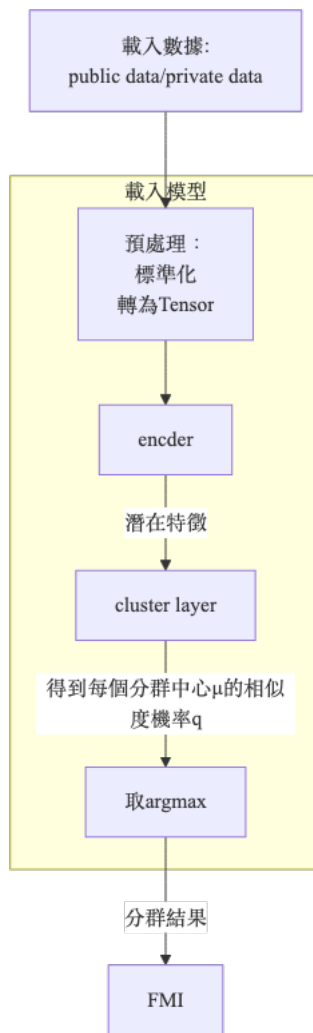 載入數據:
public data/private data
載入模型
預處理：
標準化
轉為Tensor
encder
潛在特徵
cluster layer
得到每個分群中心μ的相似
度機率q
取argmax
分群結果
FMI